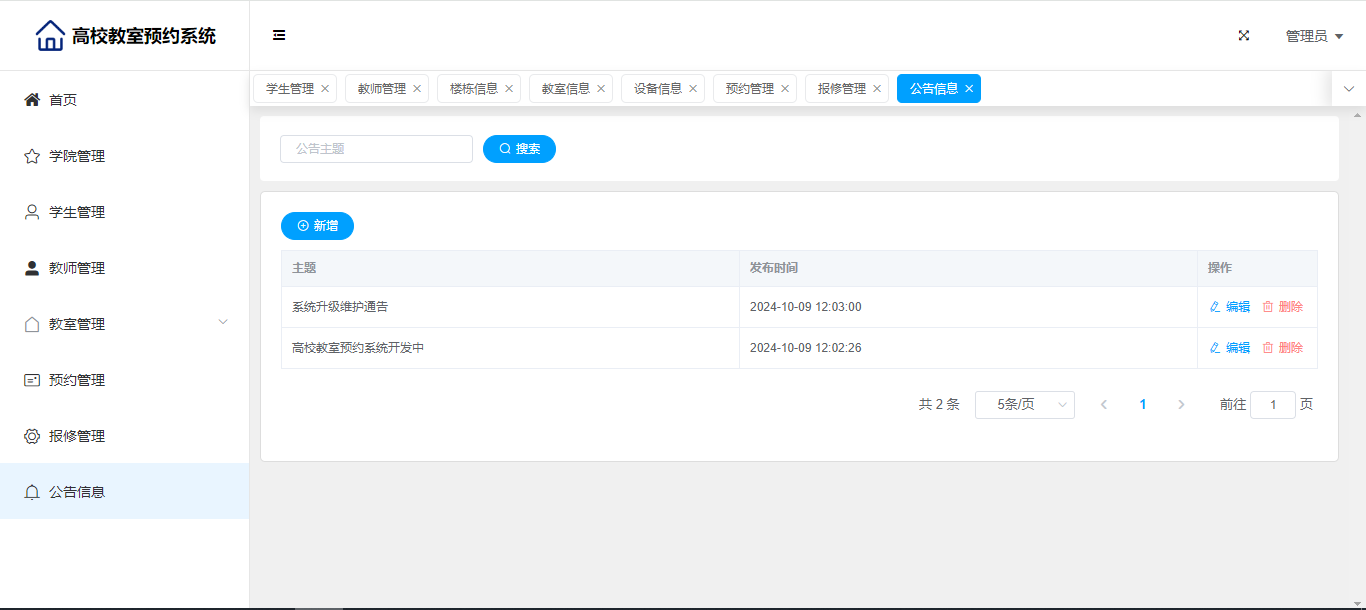 高校教室预约系统
管理员
首页
学院管理
学生管理
教师管理
教室管理
预约管理
报修管理
公告信息
学生管理 教师管理 楼栋信息 教室信息 设备信息 预约管理 报修管理 公告信息
公告主题 搜索
新增
主题 发布时间 操作
系统升级维护通告 2024-10-09 12:03:00 编辑 删除
高校教室预约系统开发中 2024-10-09 12:02:26 编辑 删除
共 2 条 5条/页 1 前往 1 页